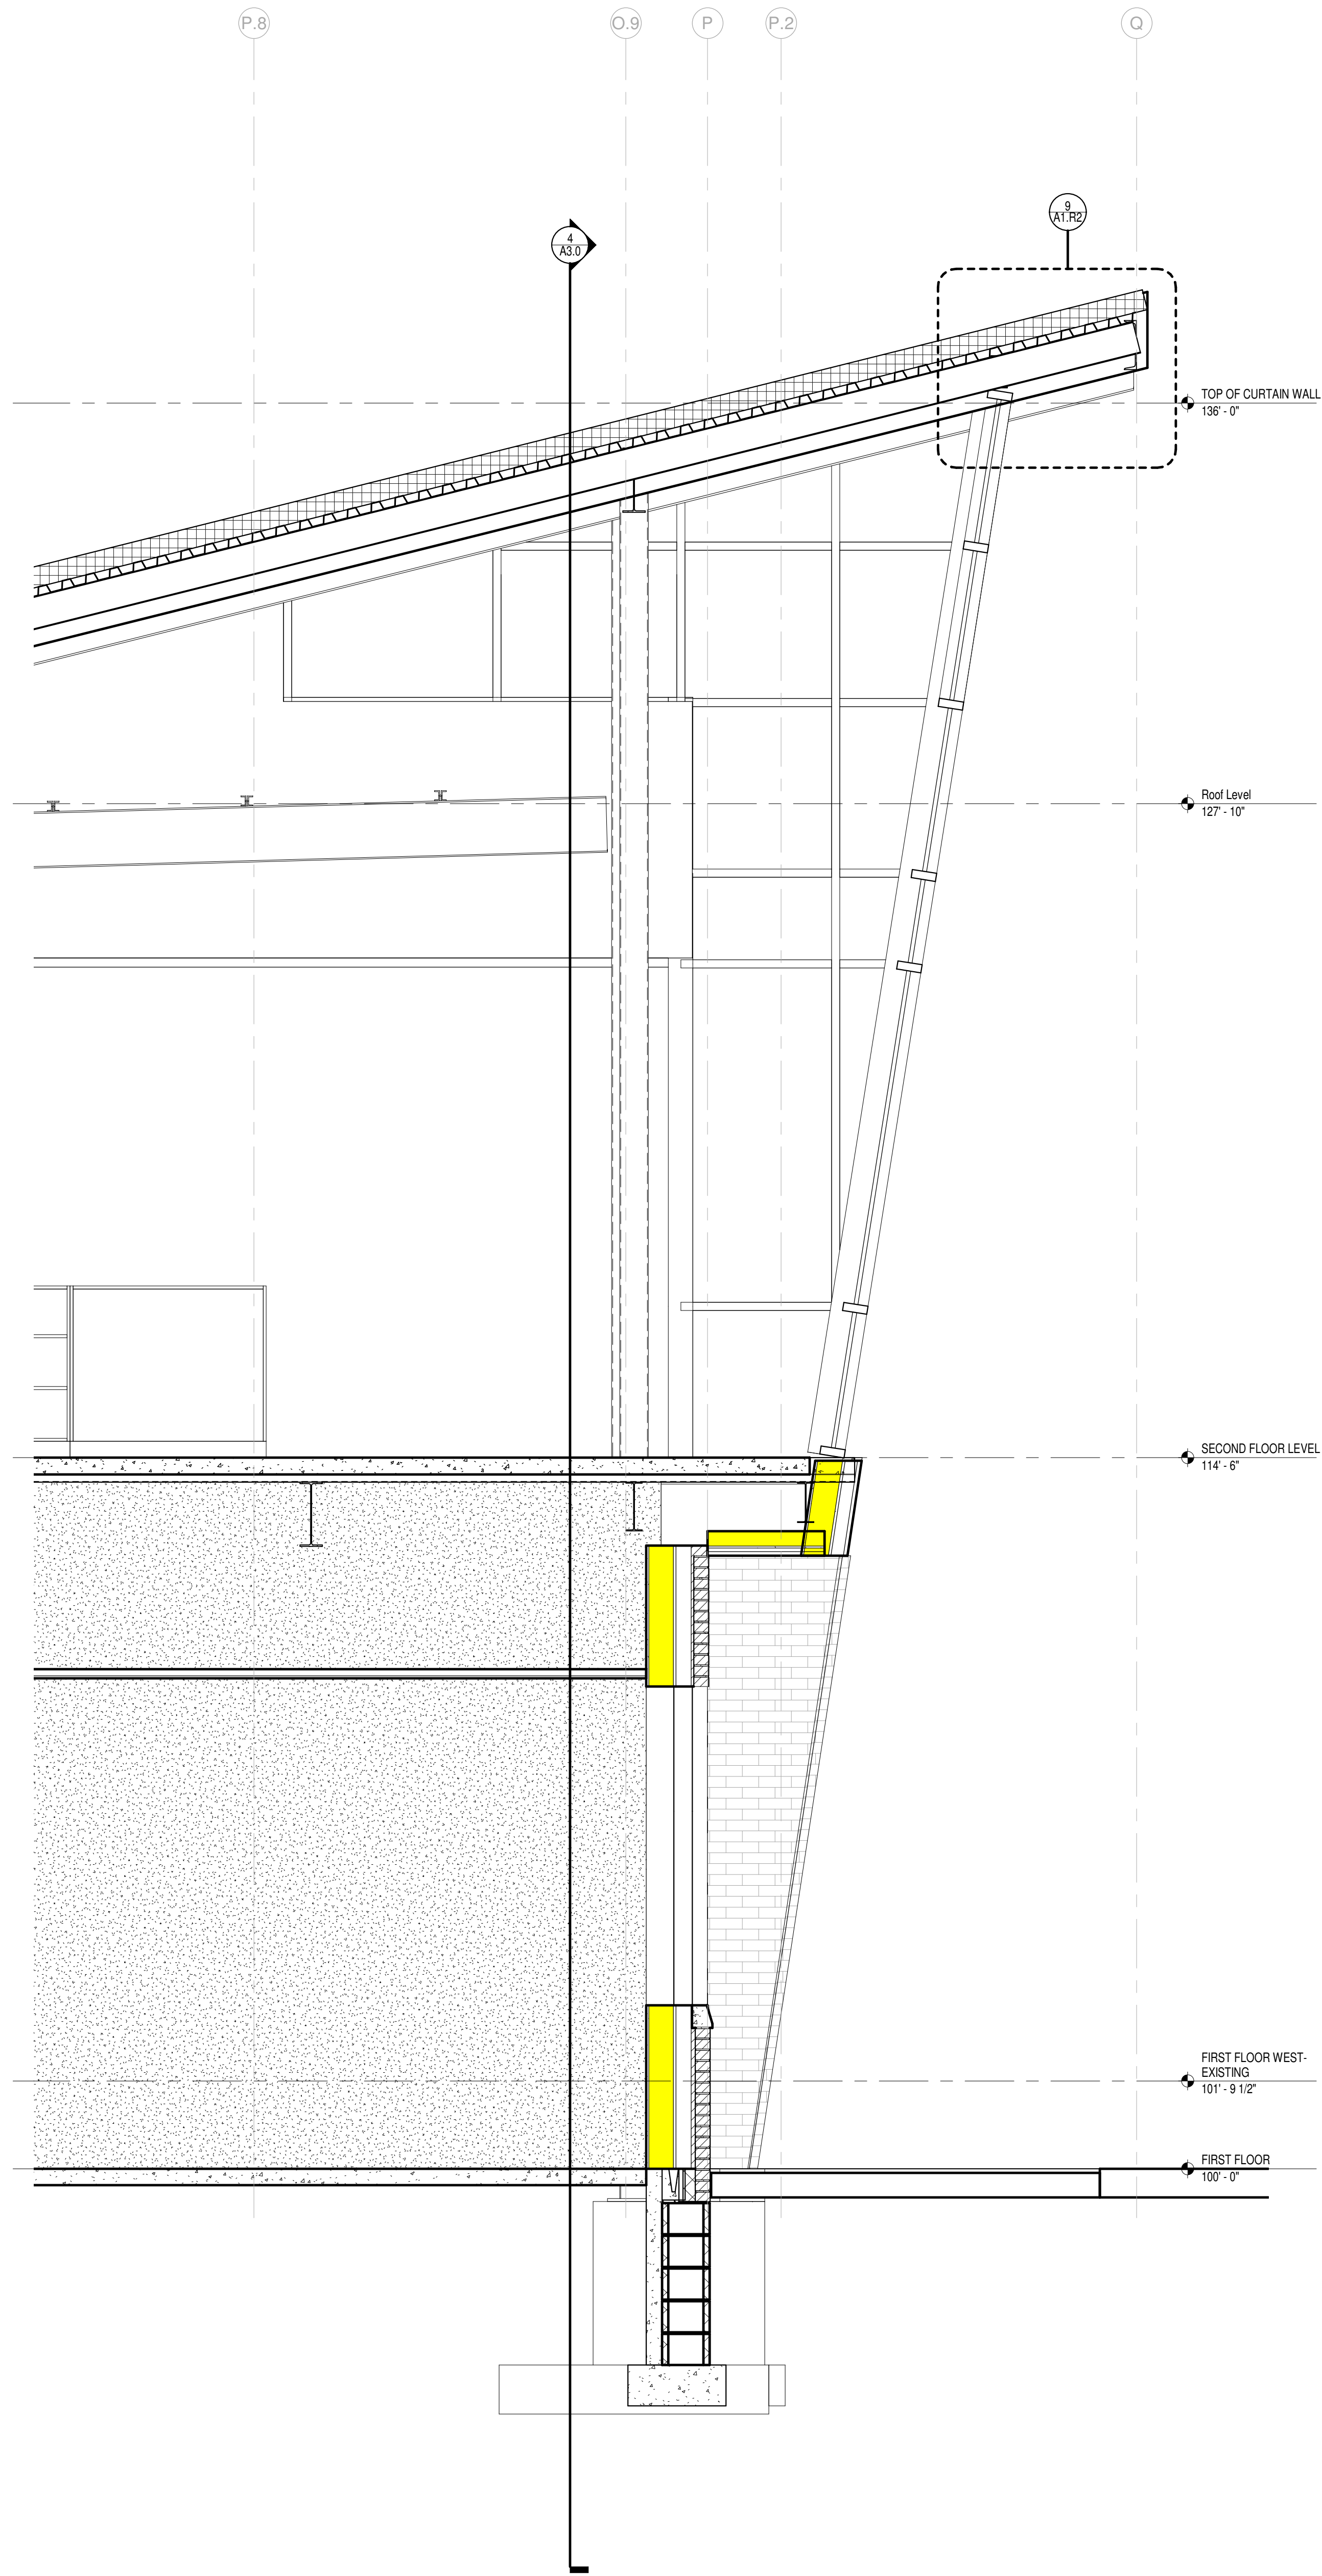 P.8
O.9
P
P.2
Q
9
A1.R2
4
A3.0
TOP OF CURTAIN WALL
136' - 0"
Roof Level
127' - 10"
SECOND FLOOR LEVEL
114' - 6"
FIRST FLOOR WEST-
EXISTING
101' - 9 1/2"
FIRST FLOOR
100' - 0"